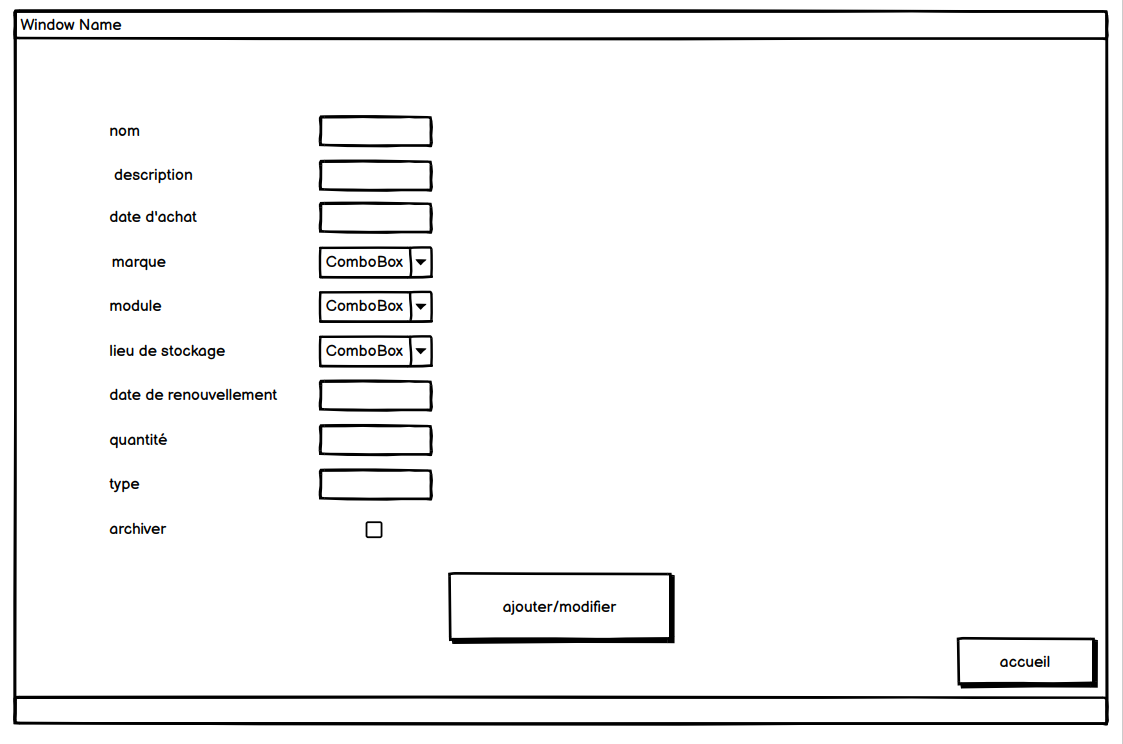 Window Name
nom
description
date d'achat
marque ComboBox
module ComboBox
lieu de stockage ComboBox
date de renouvellement
quantité
type
archiver
ajouter/modifier
accueil